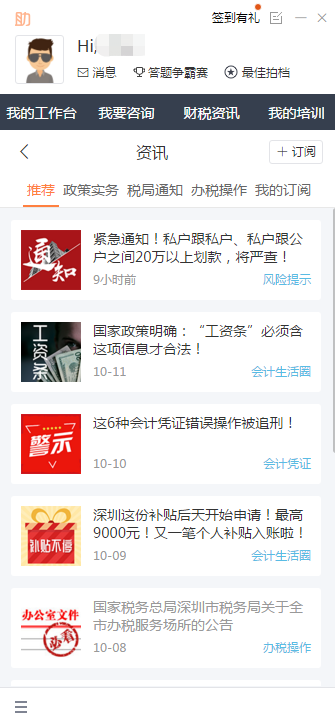 助
签到有礼
Hi,
消息
答题争霸赛
最佳拍档
我的工作台
我要咨询
财税资讯
我的培训
资讯
+ 订阅
推荐
政策实务
税局通知
办税操作
我的订阅
通知
紧急通知！私户跟私户、私户跟公
户之间20万以上划款，将严查！
9小时前
风险提示
工资条
国家政策明确：“工资条”必须含
这项信息才合法！
10-11
会计生活圈
警示
这6种会计凭证错误操作被追刑！
10-10
会计凭证
补贴不停
深圳这份补贴后天开始申请！最高
9000元！又一笔个人补贴入账啦！
10-09
会计生活圈
办公室文件
必看
国家税务总局深圳市税务局关于全
市办税服务场所的公告
10-08
办税操作